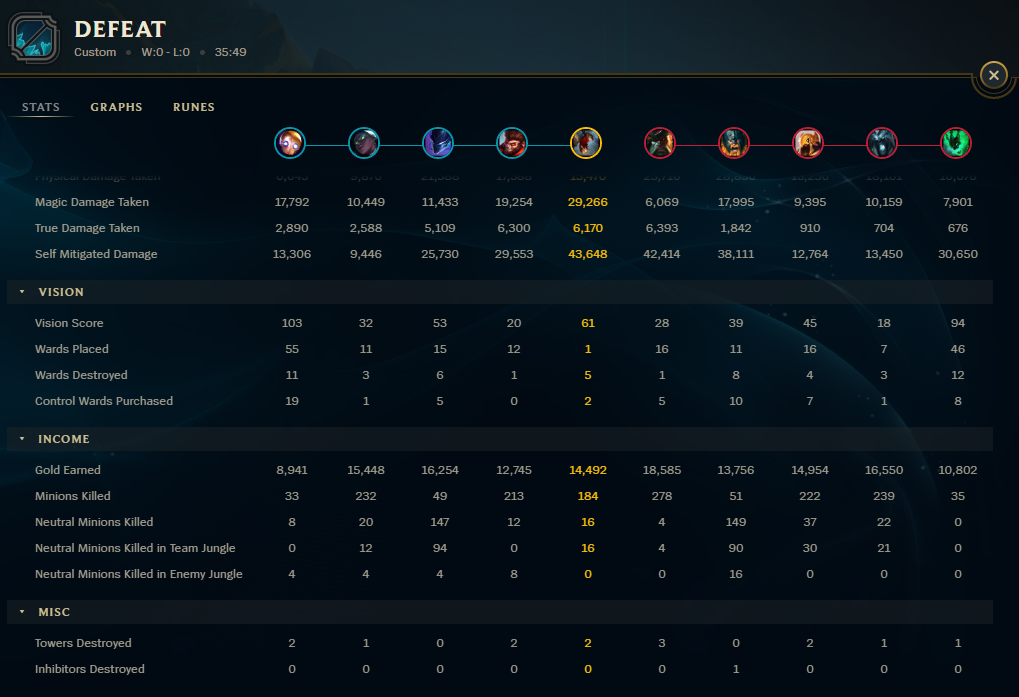 DEFEAT
Custom • W:0 - L:0 • 35:49
STATS GRAPHS RUNES
Physical Damage Taken
Magic Damage Taken 17,792 10,449 11,433 19,254 29,266 6,069 17,995 9,395 10,159 7,901
True Damage Taken 2,890 2,588 5,109 6,300 6,170 6,393 1,842 910 704 676
Self Mitigated Damage 13,306 9,446 25,730 29,553 43,648 42,414 38,111 12,764 13,450 30,650
VISION
Vision Score 103 32 53 20 61 28 39 45 18 94
Wards Placed 55 11 15 12 1 16 11 16 7 46
Wards Destroyed 11 3 6 1 5 1 8 4 3 12
Control Wards Purchased 19 1 5 0 2 5 10 7 1 8
INCOME
Gold Earned 8,941 15,448 16,254 12,745 14,492 18,585 13,756 14,954 16,550 10,802
Minions Killed 33 232 49 213 184 278 51 222 239 35
Neutral Minions Killed 8 20 147 12 16 4 149 37 22 0
Neutral Minions Killed in Team Jungle 0 12 94 0 16 4 90 30 21 0
Neutral Minions Killed in Enemy Jungle 4 4 4 8 0 0 16 0 0 0
MISC
Towers Destroyed 2 1 0 2 2 3 0 2 1 1
Inhibitors Destroyed 0 0 0 0 0 0 1 0 0 0